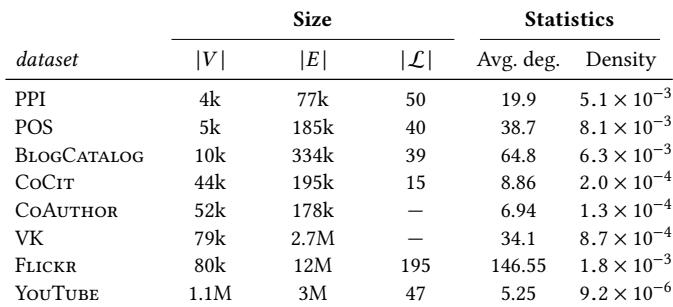 Size Statistics
dataset |V| |E| |ℒ| Avg. deg. Density
PPI 4k 77k 50 19.9 5.1 × 10⁻³
POS 5k 185k 40 38.7 8.1 × 10⁻³
BlogCatalog 10k 334k 39 64.8 6.3 × 10⁻³
CoCit 44k 195k 15 8.86 2.0 × 10⁻⁴
CoAuthor 52k 178k — 6.94 1.3 × 10⁻⁴
VK 79k 2.7M — 34.1 8.7 × 10⁻⁴
Flickr 80k 12M 195 146.55 1.8 × 10⁻³
YouTube 1.1M 3M 47 5.25 9.2 × 10⁻⁶